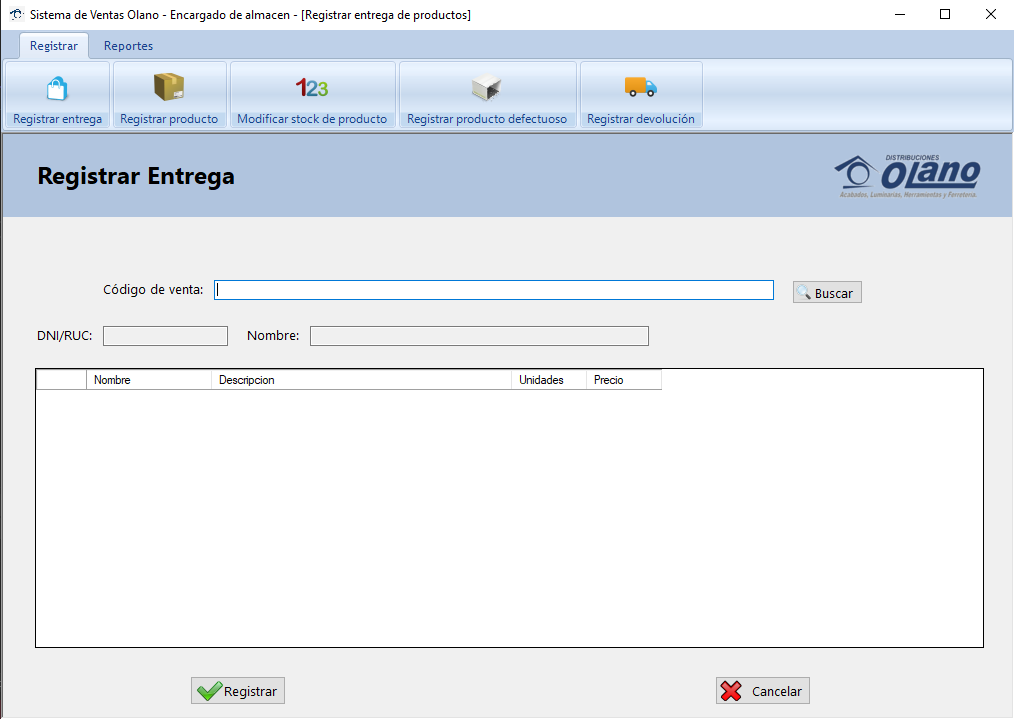 Sistema de Ventas Olano - Encargado de almacen - [Registrar entrega de productos]
Registrar Reportes
123
Registrar entrega Registrar producto Modificar stock de producto Registrar producto defectuoso Registrar devolución
Registrar Entrega
DISTRIBUCIONES
Olano
Acabados, Luminarias, Herramientas y Ferretería.
Código de venta: Buscar
DNI/RUC: Nombre:
Nombre Descripcion Unidades Precio
Registrar Cancelar